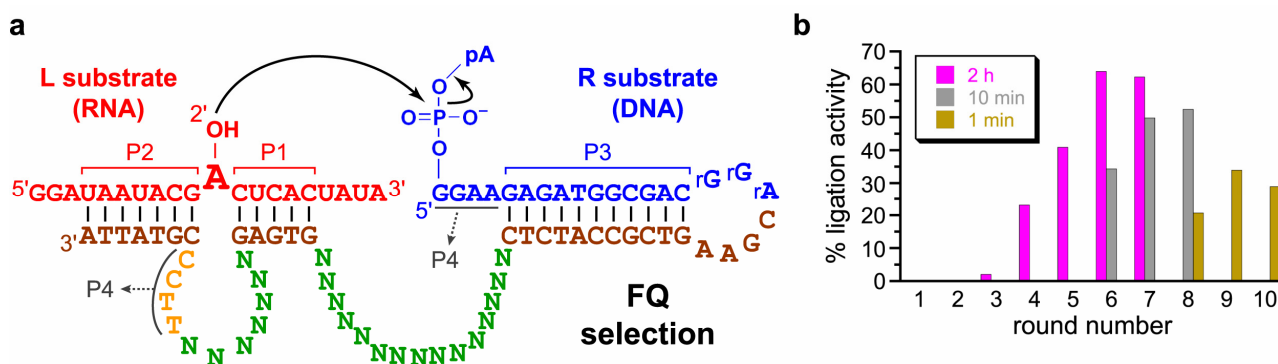 a
b
L substrate
(RNA)
2'
OH
pA
O
O=P–O⁻
O
R substrate
(DNA)
P2
P1
P3
5'GGAUAAUACG A CUCACUAUA3'
5' GGAAGAGATGGCGAC rG rG rA
C
G
A
A
P4
3'ATTATGC GAGTG CTCTACCGCTG
P4
C
C
T
T
N N N N N N N
FQ
selection
% ligation activity
70
60
50
40
30
20
10
0
2 h
10 min
1 min
1 2 3 4 5 6 7 8 9 10
round number